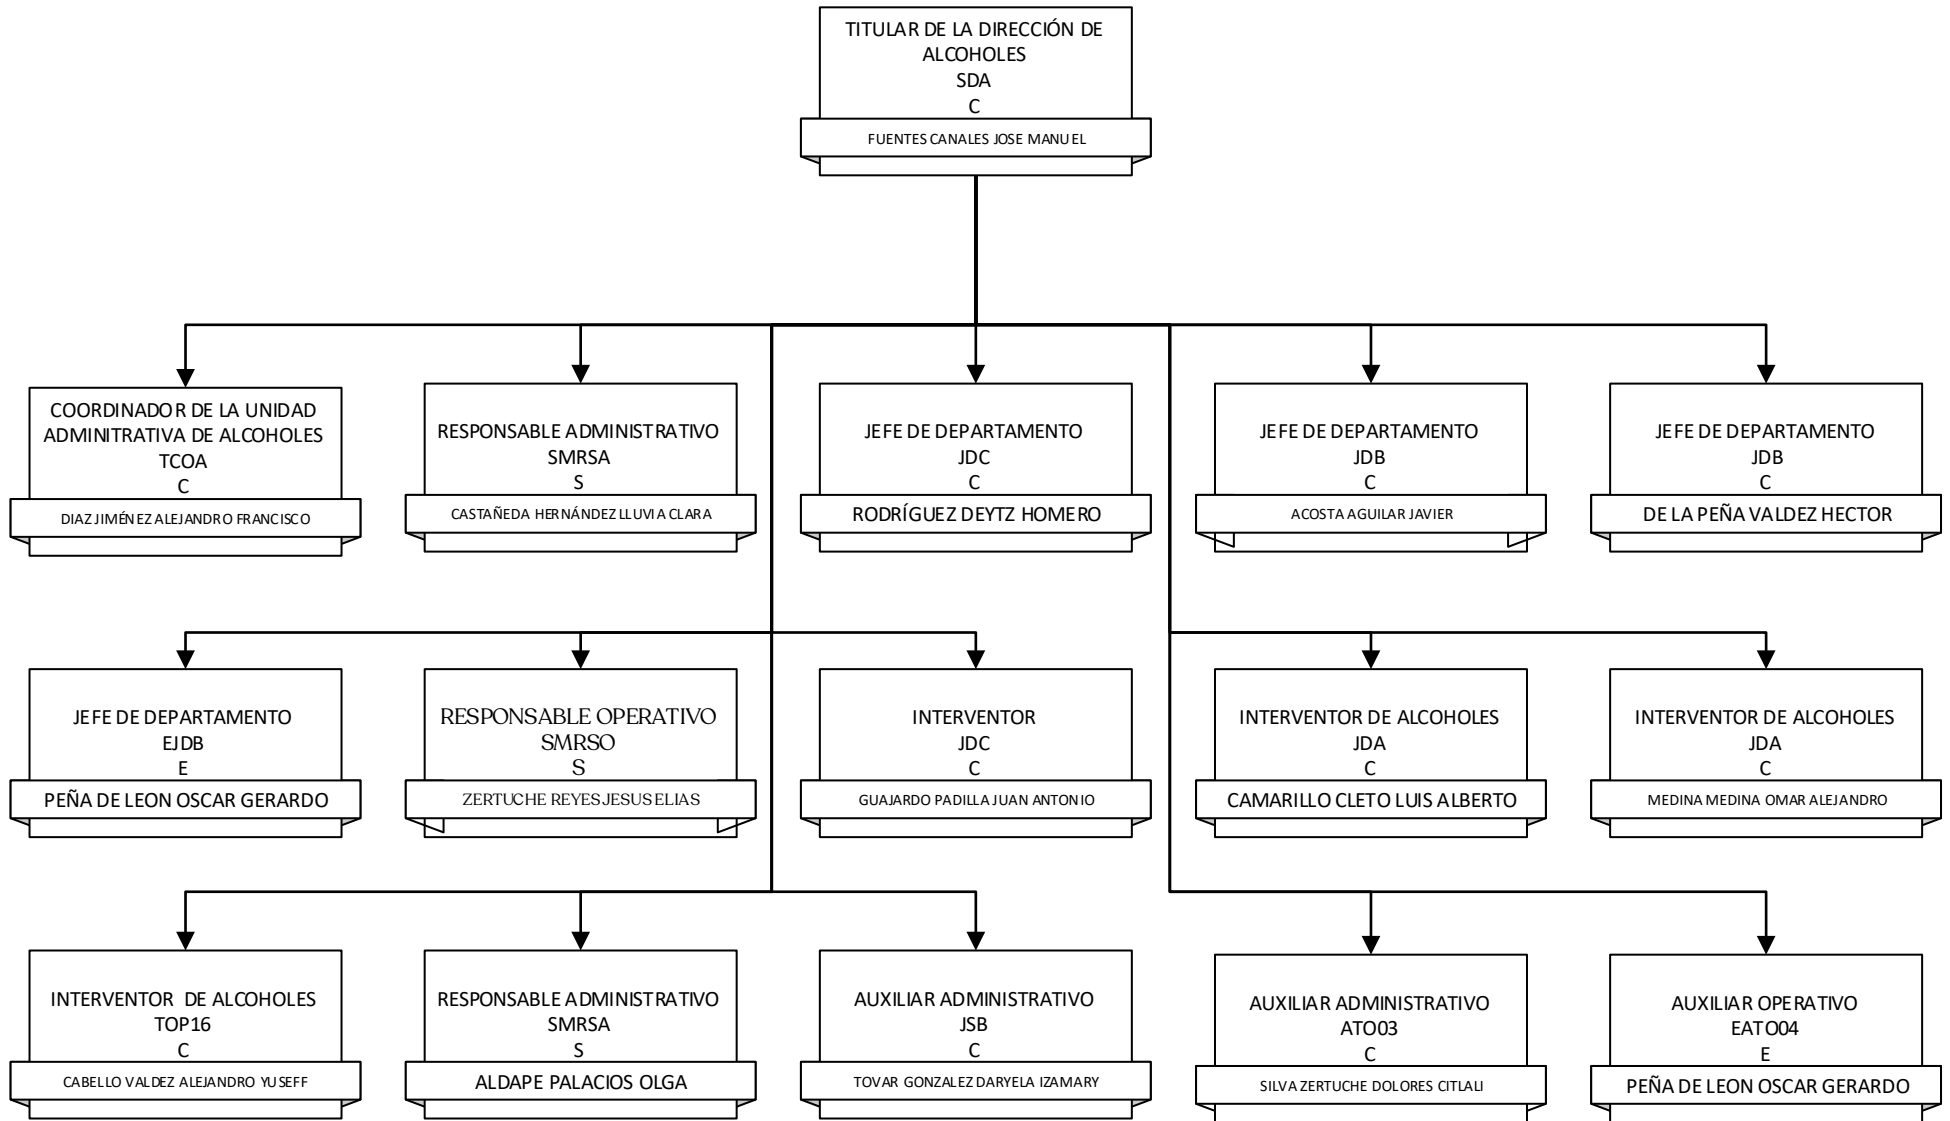 TITULAR DE LA DIRECCIÓN DE
ALCOHOLES
SDA
C
FUENTES CANALES JOSE MANUEL
COORDINADOR DE LA UNIDAD
ADMINITRATIVA DE ALCOHOLES
TCOA
C
DIAZ JIMÉNEZ ALEJANDRO FRANCISCO
RESPONSABLE ADMINISTRATIVO
SMRSA
S
CASTAÑEDA HERNÁNDEZ LLUVIA CLARA
JEFE DE DEPARTAMENTO
JDC
C
RODRÍGUEZ DEYTZ HOMERO
JEFE DE DEPARTAMENTO
JDB
C
ACOSTA AGUILAR JAVIER
JEFE DE DEPARTAMENTO
JDB
C
DE LA PEÑA VALDEZ HECTOR
JEFE DE DEPARTAMENTO
EJDB
E
PEÑA DE LEON OSCAR GERARDO
RESPONSABLE OPERATIVO
SMRSO
S
ZERTUCHE REYES JESUS ELIAS
INTERVENTOR
JDC
C
GUAJARDO PADILLA JUAN ANTONIO
INTERVENTOR DE ALCOHOLES
JDA
C
CAMARILLO CLETO LUIS ALBERTO
INTERVENTOR DE ALCOHOLES
JDA
C
MEDINA MEDINA OMAR ALEJANDRO
INTERVENTOR DE ALCOHOLES
TOP16
C
CABELLO VALDEZ ALEJANDRO YUSEFF
RESPONSABLE ADMINISTRATIVO
SMRSA
S
ALDAPE PALACIOS OLGA
AUXILIAR ADMINISTRATIVO
JSB
C
TOVAR GONZALEZ DARYELA IZAMARY
AUXILIAR ADMINISTRATIVO
ATO03
C
SILVA ZERTUCHE DOLORES CITLALI
AUXILIAR OPERATIVO
EATO04
E
PEÑA DE LEON OSCAR GERARDO